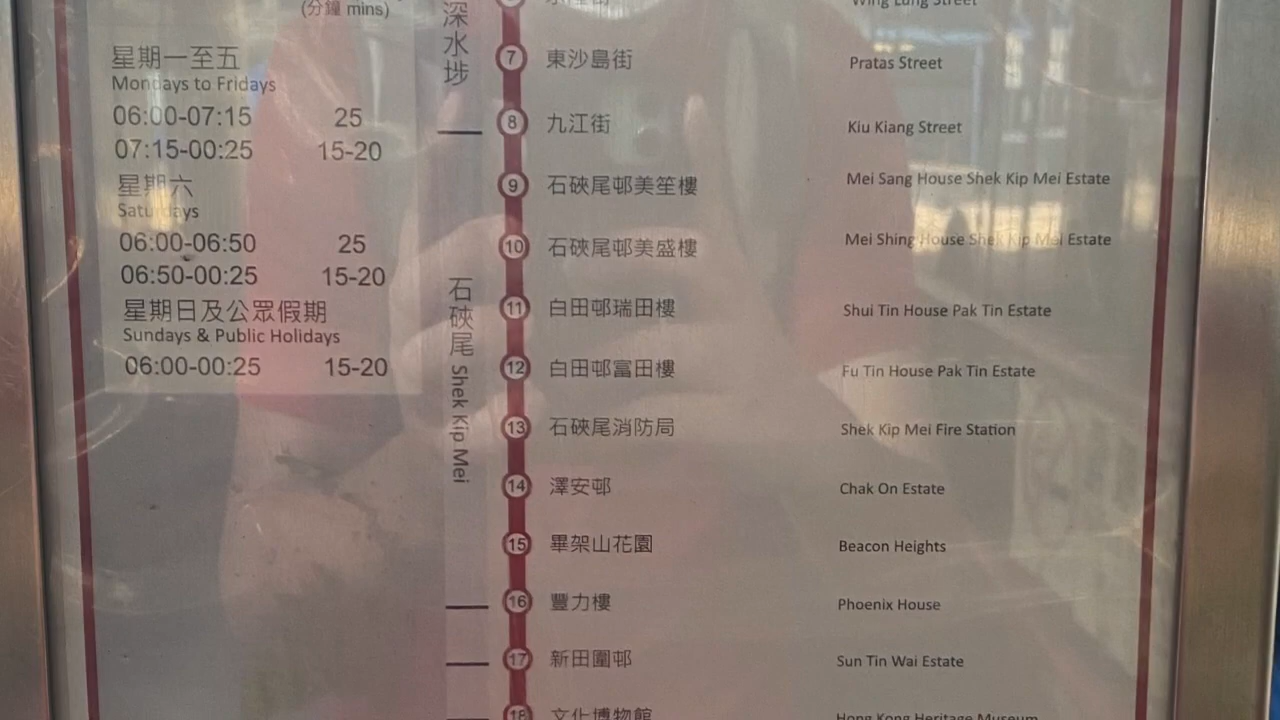 (分鐘 mins)
星期一至五
Mondays to Fridays
06:00-07:15 25
07:15-00:25 15-20
星期六
Saturdays
06:00-06:50 25
06:50-00:25 15-20
星期日及公眾假期
Sundays & Public Holidays
06:00-00:25 15-20
深水埗
石硤尾 Shek Kip Mei
Wing Lung Street
7 東沙島街 Pratas Street
8 九江街 Kiu Kiang Street
9 石硤尾邨美笙樓 Mei Sang House Shek Kip Mei Estate
10 石硤尾邨美盛樓 Mei Shing House Shek Kip Mei Estate
11 白田邨瑞田樓 Shui Tin House Pak Tin Estate
12 白田邨富田樓 Fu Tin House Pak Tin Estate
13 石硤尾消防局 Shek Kip Mei Fire Station
14 澤安邨 Chak On Estate
15 畢架山花園 Beacon Heights
16 豐力樓 Phoenix House
17 新田圍邨 Sun Tin Wai Estate
18 文化博物館 Hong Kong Heritage Museum